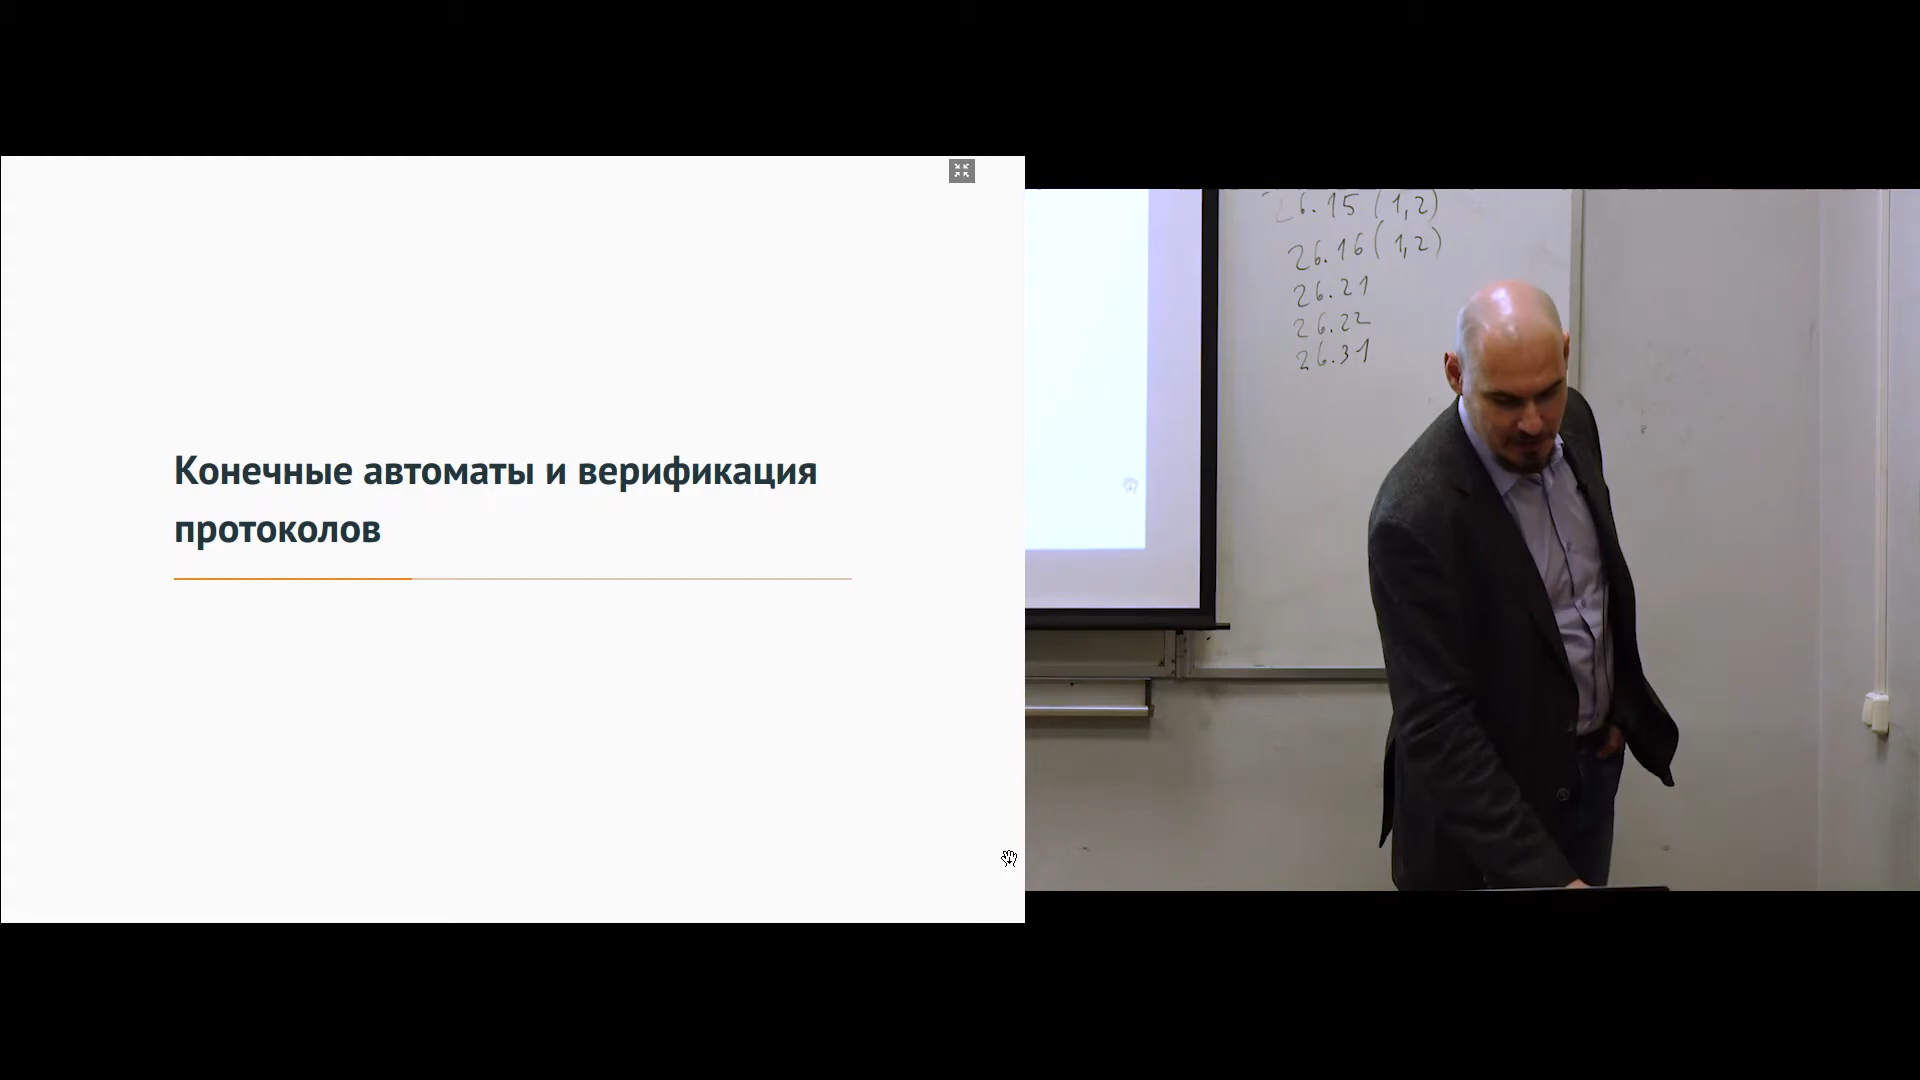 Конечные автоматы и верификация
протоколов
26.15 (1,2)
26.16 (1,2)
26.21
26.22
26.31